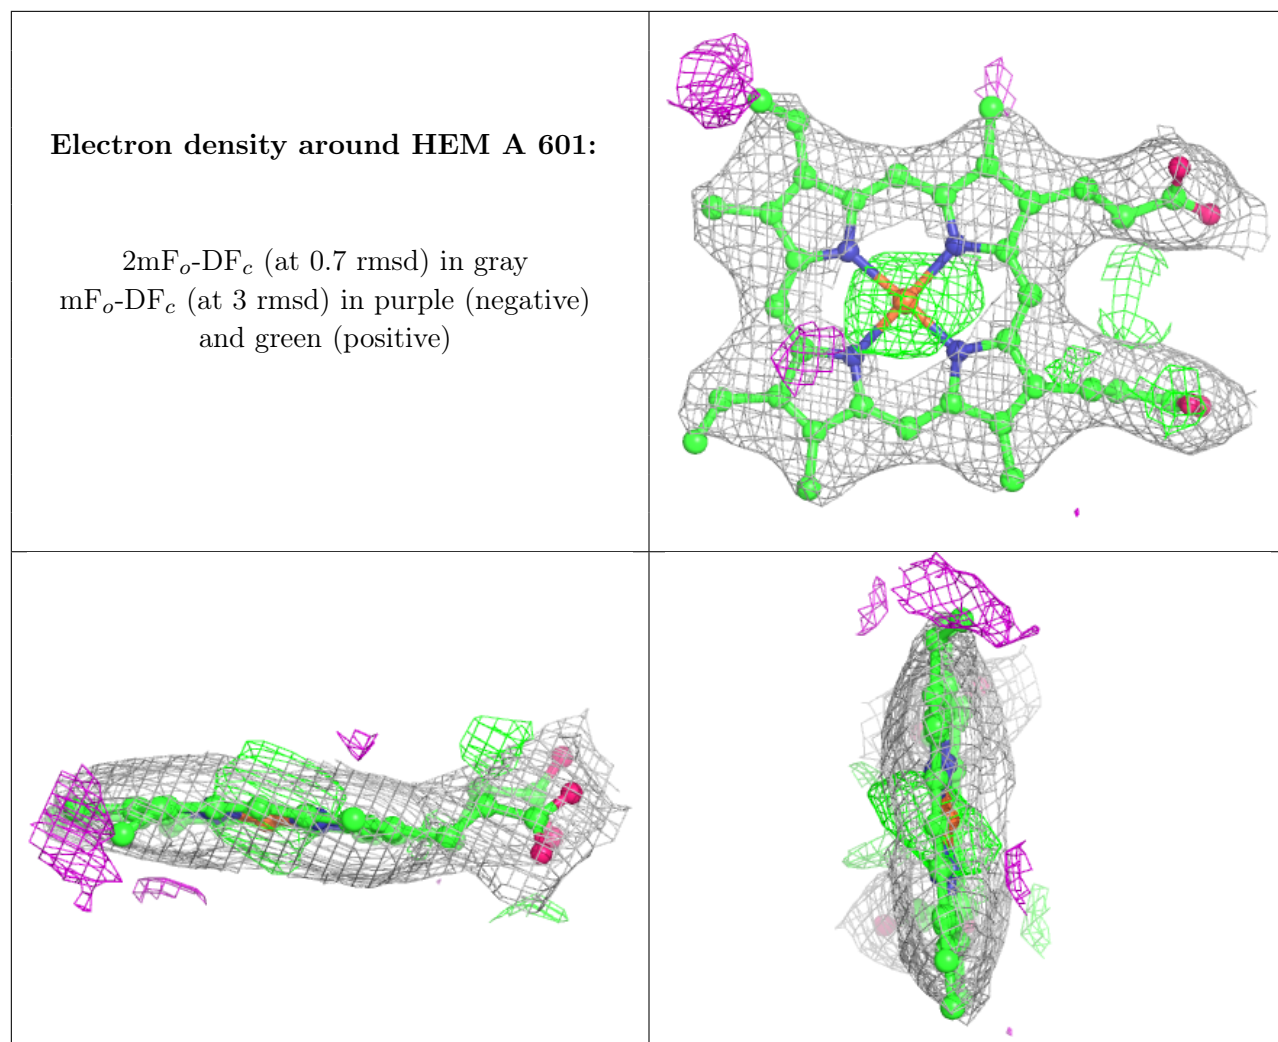 Electron density around HEM A 601:
2mFₒ-DF𝒸 (at 0.7 rmsd) in gray
mFₒ-DF𝒸 (at 3 rmsd) in purple (negative)
and green (positive)